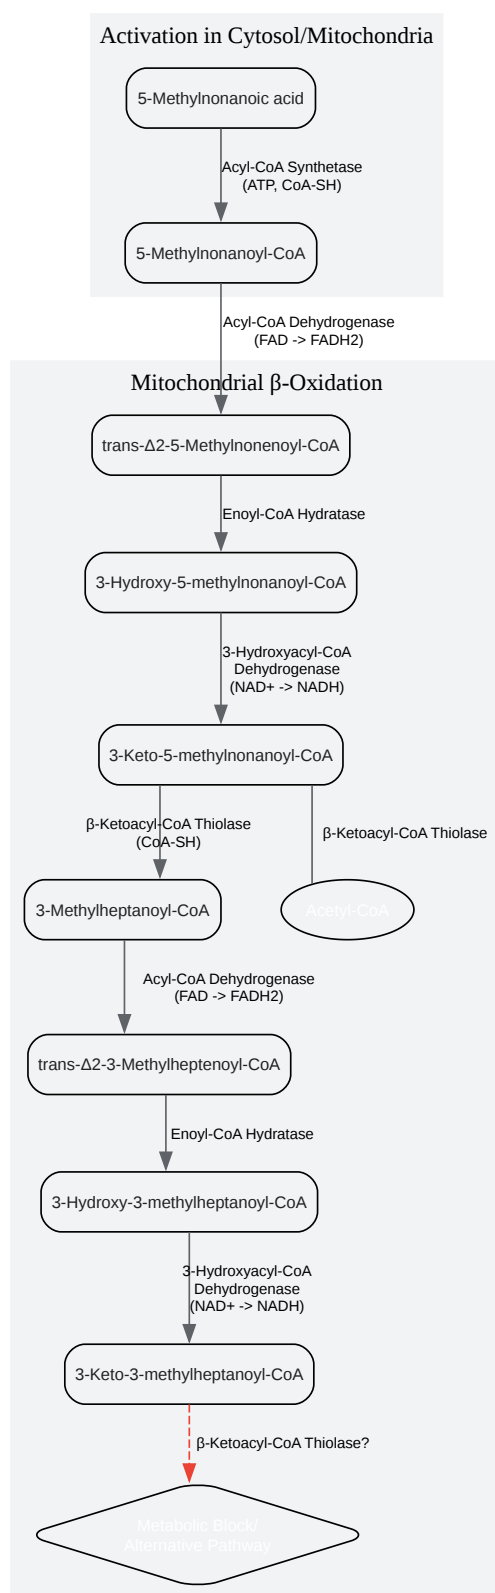 Activation in Cytosol/Mitochondria
5-Methylnonanoic acid
Acyl-CoA Synthetase
(ATP, CoA-SH)
5-Methylnonanoyl-CoA
Acyl-CoA Dehydrogenase
(FAD -> FADH2)
Mitochondrial β-Oxidation
trans-Δ2-5-Methylnonenoyl-CoA
Enoyl-CoA Hydratase
3-Hydroxy-5-methylnonanoyl-CoA
3-Hydroxyacyl-CoA
Dehydrogenase
(NAD+ -> NADH)
3-Keto-5-methylnonanoyl-CoA
β-Ketoacyl-CoA Thiolase
(CoA-SH)
β-Ketoacyl-CoA Thiolase
3-Methylheptanoyl-CoA
Acetyl-CoA
Acyl-CoA Dehydrogenase
(FAD -> FADH2)
trans-Δ2-3-Methylheptenoyl-CoA
Enoyl-CoA Hydratase
3-Hydroxy-3-methylheptanoyl-CoA
3-Hydroxyacyl-CoA
Dehydrogenase
(NAD+ -> NADH)
3-Keto-3-methylheptanoyl-CoA
β-Ketoacyl-CoA Thiolase?
Metabolic Block/
Alternative Pathway